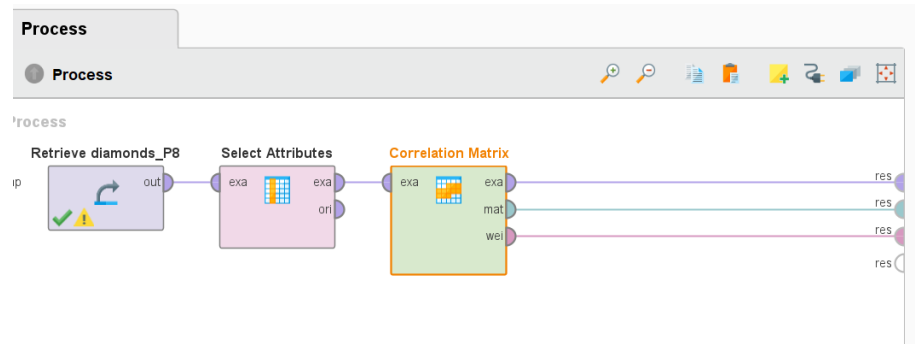 Process
Process
Process
Retrieve diamonds_P8
Select Attributes
Correlation Matrix
out
exa
exa
ori
exa
exa
mat
wei
res
res
res
res